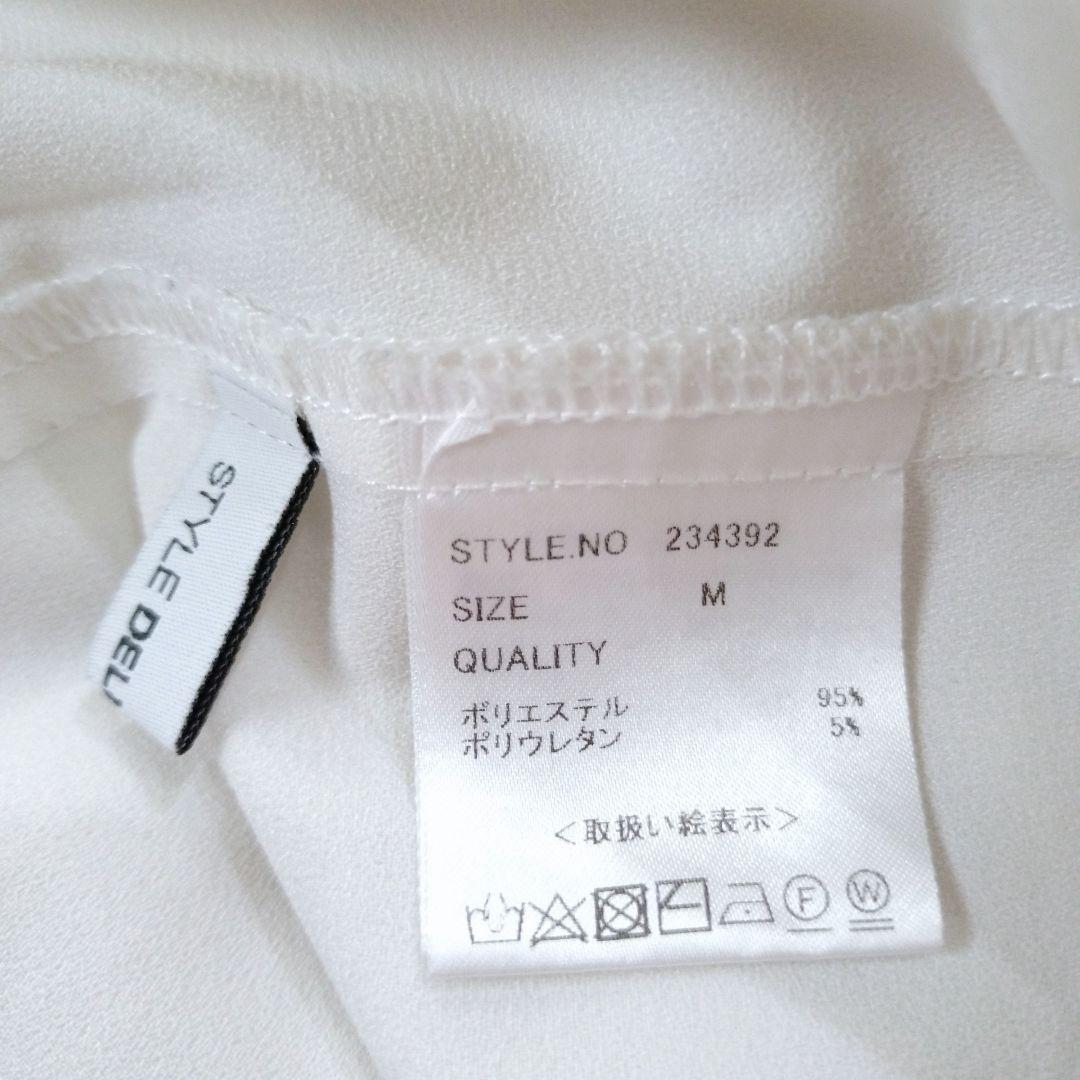 STYLE DELI
STYLE.NO 234392
SIZE M
QUALITY
ポリエステル 95%
ポリウレタン 5%
<取扱い絵表示>
F W